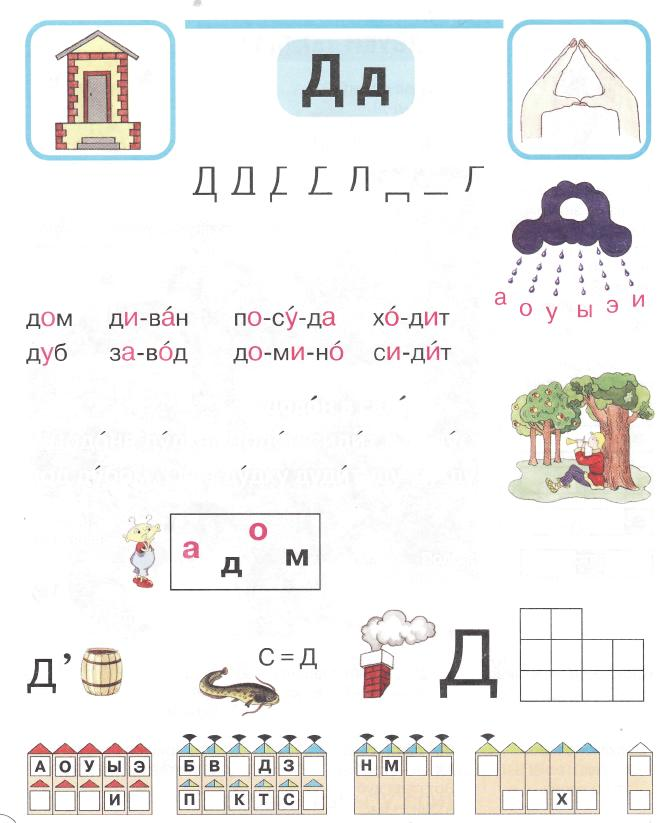 Д д
Д Д
Л
а о у ы э и
дом ди-ва́н по-су́-да хо́-дит
дуб за-во́д до-ми-но́ си-ди́т
а д о м
Д’
С = Д
Д
А О У Ы Э
И
Б В Д З
П К Т С
Н М
Х